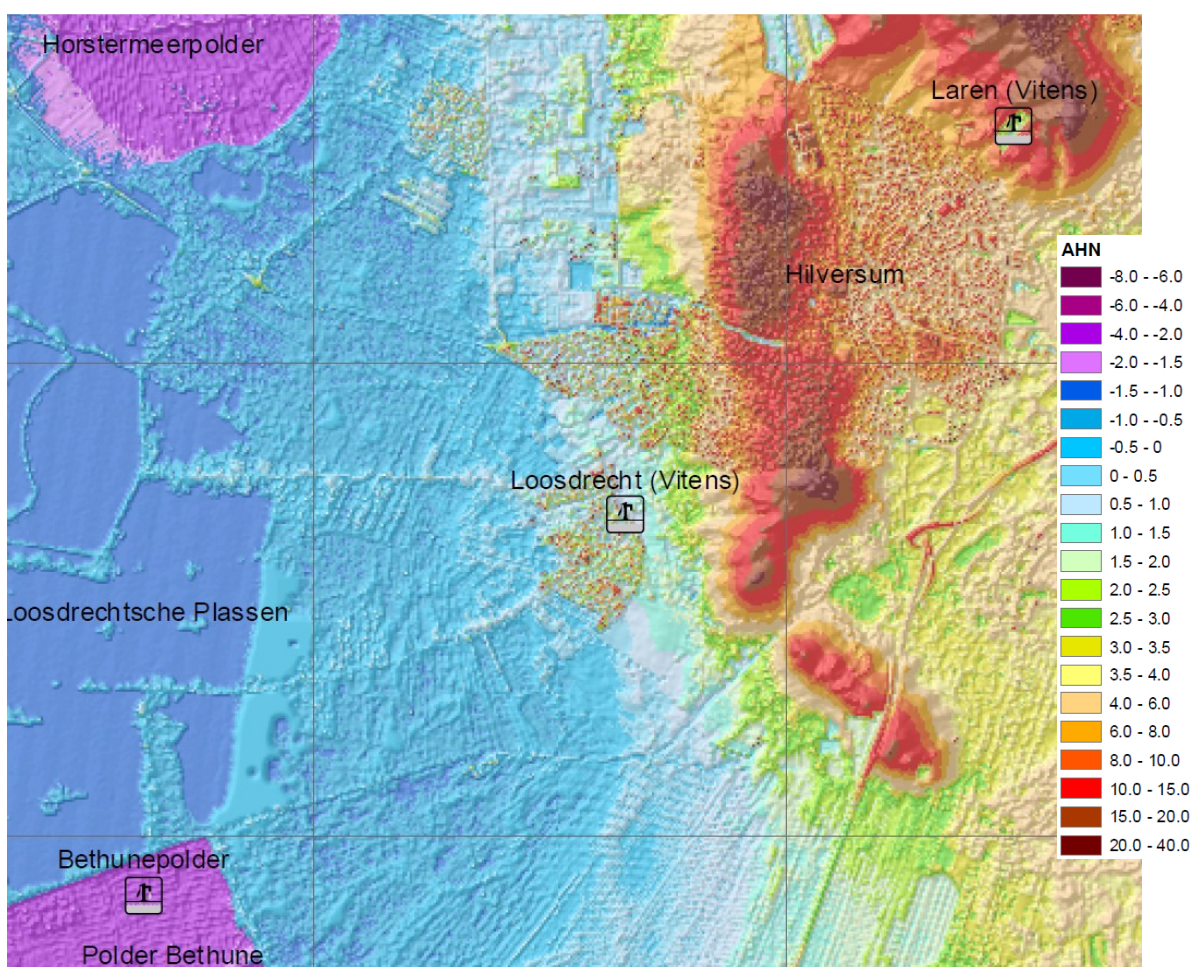 Horstermeerpolder
Laren (Vitens)
Hilversum
Loosdrecht (Vitens)
Loosdrechtsche Plassen
Bethunepolder
Polder Bethune
AHN
-8.0 - -6.0
-6.0 - -4.0
-4.0 - -2.0
-2.0 - -1.5
-1.5 - -1.0
-1.0 - -0.5
-0.5 - 0
0 - 0.5
0.5 - 1.0
1.0 - 1.5
1.5 - 2.0
2.0 - 2.5
2.5 - 3.0
3.0 - 3.5
3.5 - 4.0
4.0 - 6.0
6.0 - 8.0
8.0 - 10.0
10.0 - 15.0
15.0 - 20.0
20.0 - 40.0